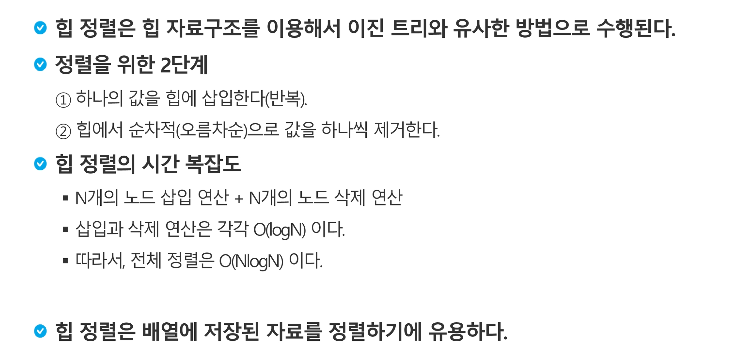 힙 정렬은 힙 자료구조를 이용해서 이진 트리와 유사한 방법으로 수행된다.
정렬을 위한 2단계
① 하나의 값을 힙에 삽입한다(반복).
② 힙에서 순차적(오름차순)으로 값을 하나씩 제거한다.
힙 정렬의 시간 복잡도
▪ N개의 노드 삽입 연산 + N개의 노드 삭제 연산
▪ 삽입과 삭제 연산은 각각 O(logN) 이다.
▪ 따라서, 전체 정렬은 O(NlogN) 이다.
힙 정렬은 배열에 저장된 자료를 정렬하기에 유용하다.